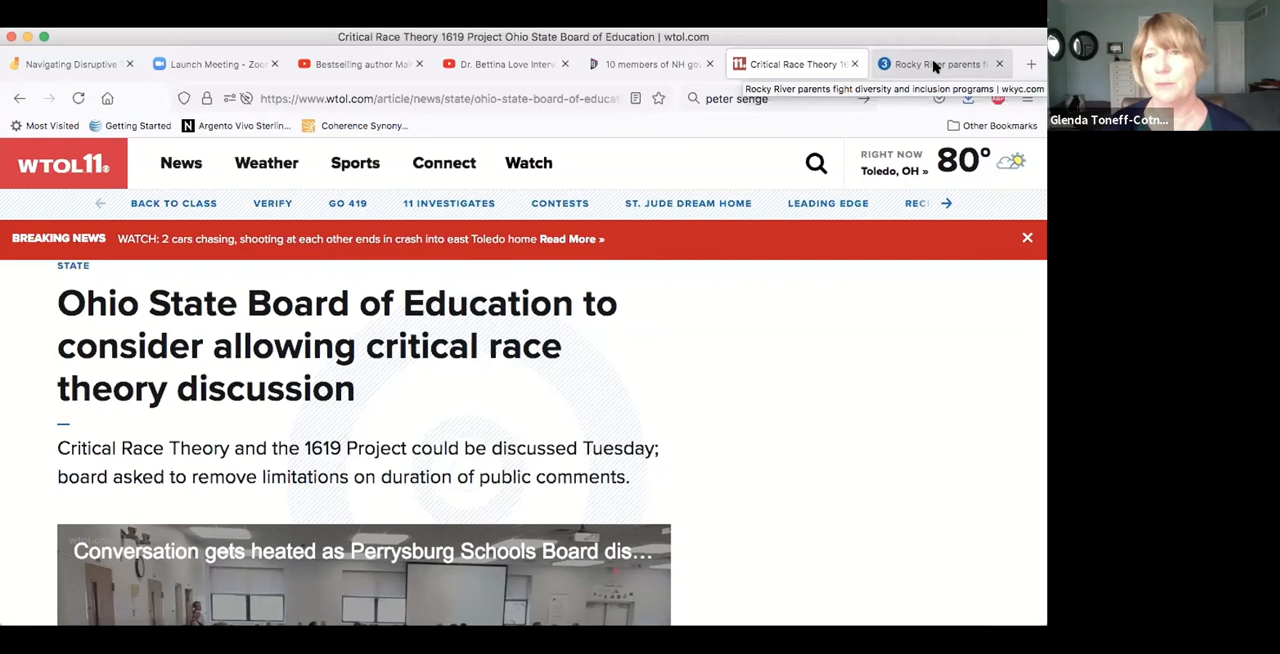 Critical Race Theory 1619 Project Ohio State Board of Education | wtol.com
Navigating Disruptive
Launch Meeting - Zoo
Bestselling author Ma
Dr. Bettina Love Interv
10 members of NH go
11 Critical Race Theory 16
3 Rocky River parents f
https://www.wtol.com/article/news/state/ohio-state-board-of-educat
peter senge
Rocky River parents fight diversity and inclusion programs | wkyc.com
Most Visited
Getting Started
N Argento Vivo Sterlin...
Coherence Synony...
Other Bookmarks
Glenda Toneff-Cotn...
WTOL11
News
Weather
Sports
Connect
Watch
RIGHT NOW
Toledo, OH »
80°
BACK TO CLASS
VERIFY
GO 419
11 INVESTIGATES
CONTESTS
ST. JUDE DREAM HOME
LEADING EDGE
BREAKING NEWS WATCH: 2 cars chasing, shooting at each other ends in crash into east Toledo home Read More »
STATE
Ohio State Board of Education to
consider allowing critical race
theory discussion
Critical Race Theory and the 1619 Project could be discussed Tuesday;
board asked to remove limitations on duration of public comments.
Conversation gets heated as Perrysburg Schools Board dis...